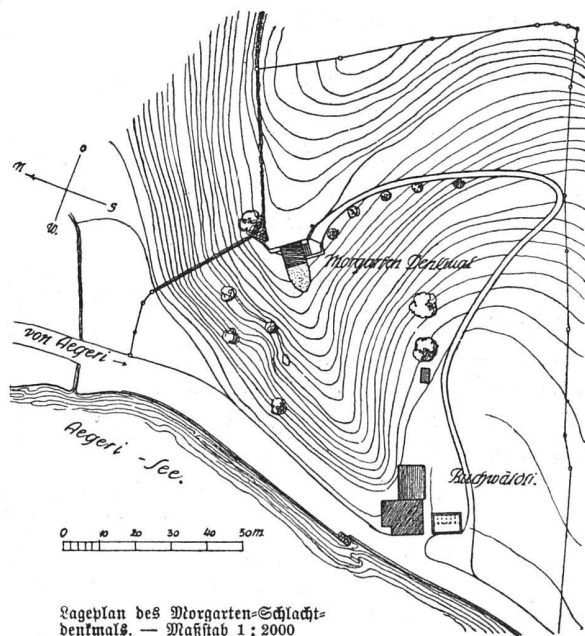 o
n
s
w.
Morgarten Denkmal
von Aegeri →
Aegeri-See.
Buchwäldli.
0 10 20 30 40 50m
Lageplan des Morgarten-Schlacht-
denkmals. — Maßstab 1 : 2000